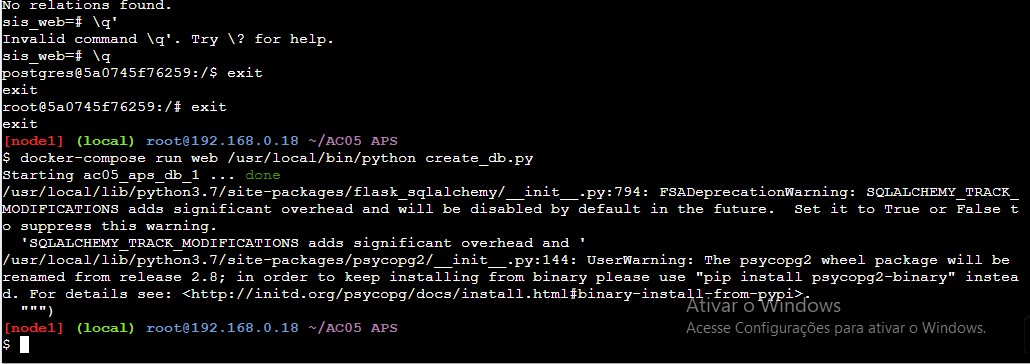 No relations found.
sis_web=# \q'
Invalid command \q'. Try \? for help.
sis_web=# \q
postgres@5a0745f76259:/$ exit
exit
root@5a0745f76259:/# exit
exit
[node1] (local) root@192.168.0.18 ~/AC05 APS
$ docker-compose run web /usr/local/bin/python create_db.py
Starting ac05_aps_db_1 ... done
/usr/local/lib/python3.7/site-packages/flask_sqlalchemy/__init__.py:794: FSADeprecationWarning: SQLALCHEMY_TRACK_
MODIFICATIONS adds significant overhead and will be disabled by default in the future.  Set it to True or False t
o suppress this warning.
  'SQLALCHEMY_TRACK_MODIFICATIONS adds significant overhead and '
/usr/local/lib/python3.7/site-packages/psycopg2/__init__.py:144: UserWarning: The psycopg2 wheel package will be
renamed from release 2.8; in order to keep installing from binary please use "pip install psycopg2-binary" instea
d. For details see: <http://initd.org/psycopg/docs/install.html#binary-install-from-pypi>.
  """)
[node1] (local) root@192.168.0.18 ~/AC05 APS
$
Ativar o Windows
Acesse Configurações para ativar o Windows.